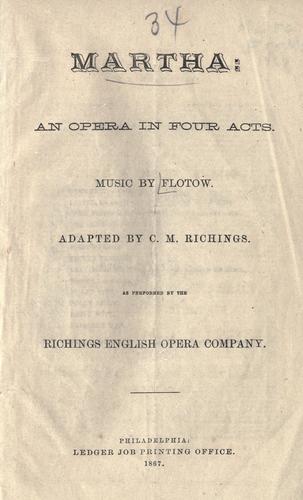 34
MARTHA:
AN OPERA IN FOUR ACTS.
MUSIC BY FLOTOW.
ADAPTED BY C. M. RICHINGS.
AS PERFORMED BY THE
RICHINGS ENGLISH OPERA COMPANY.
PHILADELPHIA:
LEDGER JOB PRINTING OFFICE.
1867.